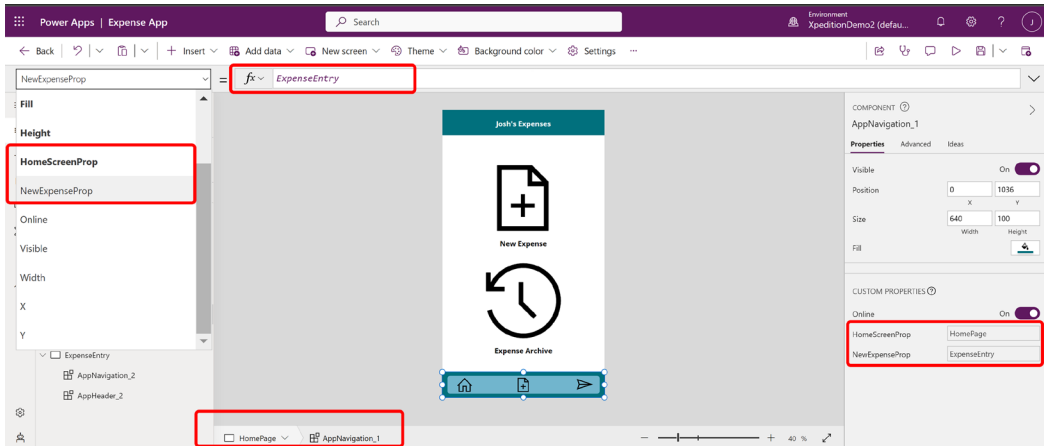 Power Apps | Expense App
Search
Environment
XpeditionDemo2 (defau...
?
J
Back
Insert
Add data
New screen
Theme
Background color
Settings
...
NewExpenseProp
=
fx
ExpenseEntry
Fill
Height
HomeScreenProp
NewExpenseProp
Online
Visible
Width
X
Y
ExpenseEntry
AppNavigation_2
AppHeader_2
Josh's Expenses
New Expense
Expense Archive
HomePage
AppNavigation_1
40 %
COMPONENT
AppNavigation_1
Properties Advanced Ideas
Visible On
Position 0 1036
X Y
Size 640 100
Width Height
Fill
CUSTOM PROPERTIES
Online On
HomeScreenProp HomePage
NewExpenseProp ExpenseEntry